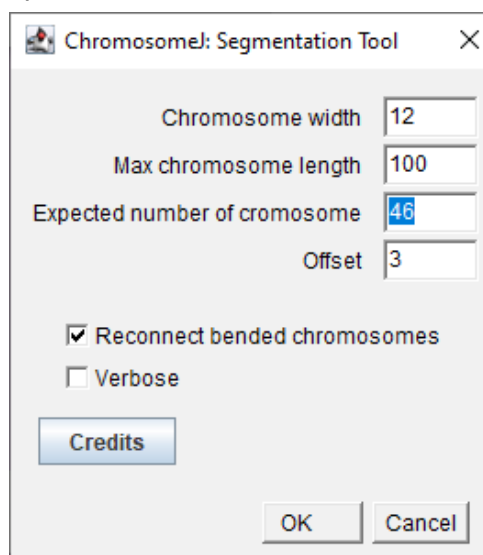 ChromosomeJ: Segmentation Tool
Chromosome width 12
Max chromosome length 100
Expected number of cromosome 46
Offset 3
Reconnect bended chromosomes
Verbose
Credits
OK Cancel